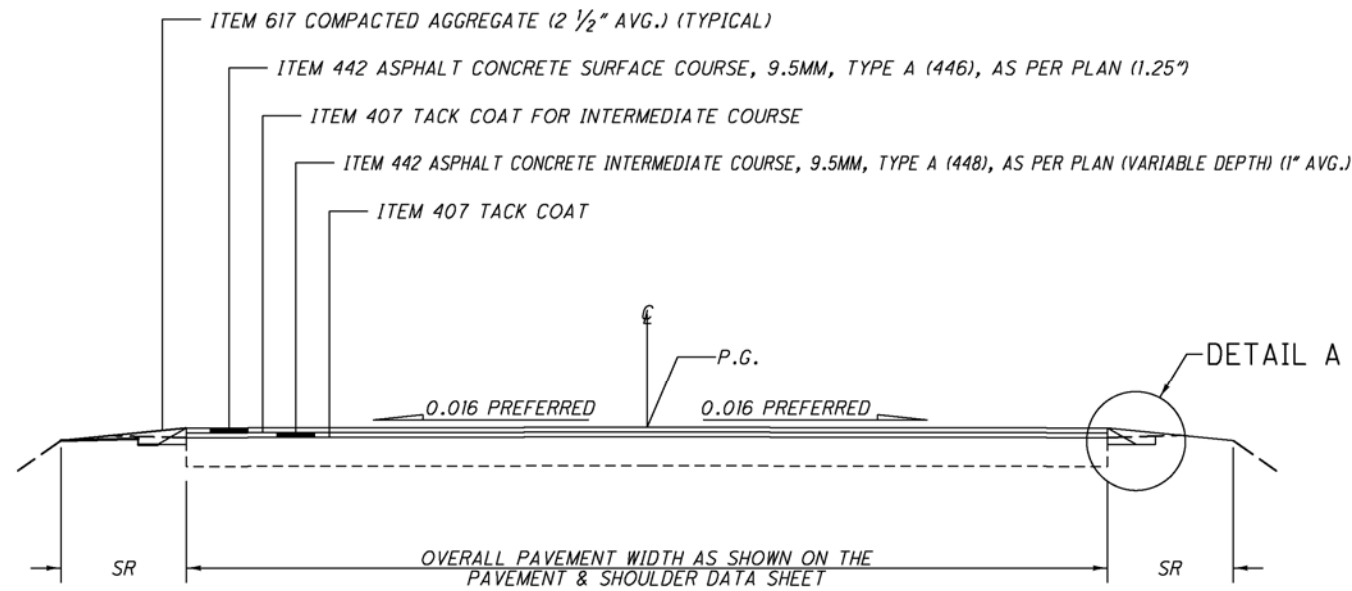 ITEM 617 COMPACTED AGGREGATE (2 ½" AVG.) (TYPICAL)
ITEM 442 ASPHALT CONCRETE SURFACE COURSE, 9.5MM, TYPE A (446), AS PER PLAN (1.25")
ITEM 407 TACK COAT FOR INTERMEDIATE COURSE
ITEM 442 ASPHALT CONCRETE INTERMEDIATE COURSE, 9.5MM, TYPE A (448), AS PER PLAN (VARIABLE DEPTH) (1" AVG.)
ITEM 407 TACK COAT
℄
P.G.
DETAIL A
0.016 PREFERRED
0.016 PREFERRED
SR
OVERALL PAVEMENT WIDTH AS SHOWN ON THE
PAVEMENT & SHOULDER DATA SHEET
SR